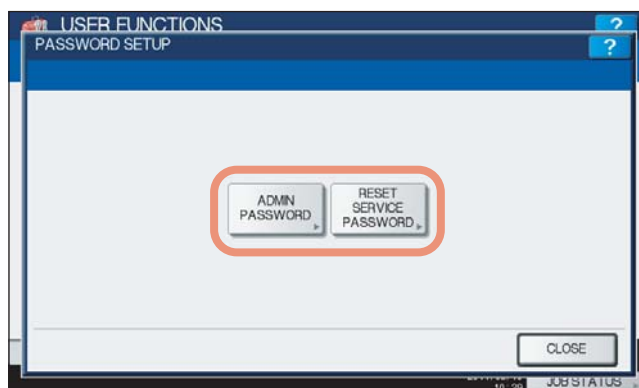 USER FUNCTIONS
?
PASSWORD SETUP
?
ADMIN
PASSWORD
RESET
SERVICE
PASSWORD
CLOSE
JOB STATUS